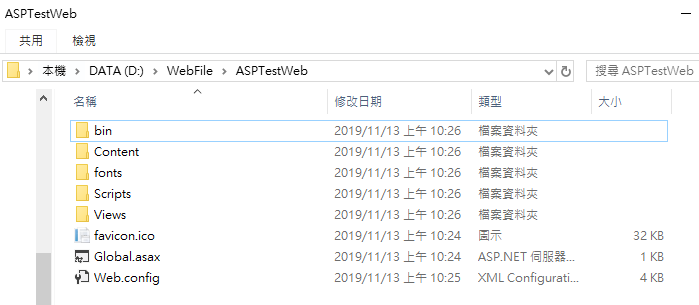 ASPTestWeb
共用 檢視
本機 DATA (D:) WebFile ASPTestWeb 搜尋 ASPTestWeb
名稱 修改日期 類型 大小
bin 2019/11/13 上午 10:26 檔案資料夾
Content 2019/11/13 上午 10:26 檔案資料夾
fonts 2019/11/13 上午 10:26 檔案資料夾
Scripts 2019/11/13 上午 10:26 檔案資料夾
Views 2019/11/13 上午 10:26 檔案資料夾
favicon.ico 2019/11/13 上午 10:24 圖示 32 KB
Global.asax 2019/11/13 上午 10:24 ASP.NET 伺服器... 1 KB
Web.config 2019/11/13 上午 10:25 XML Configurati... 4 KB